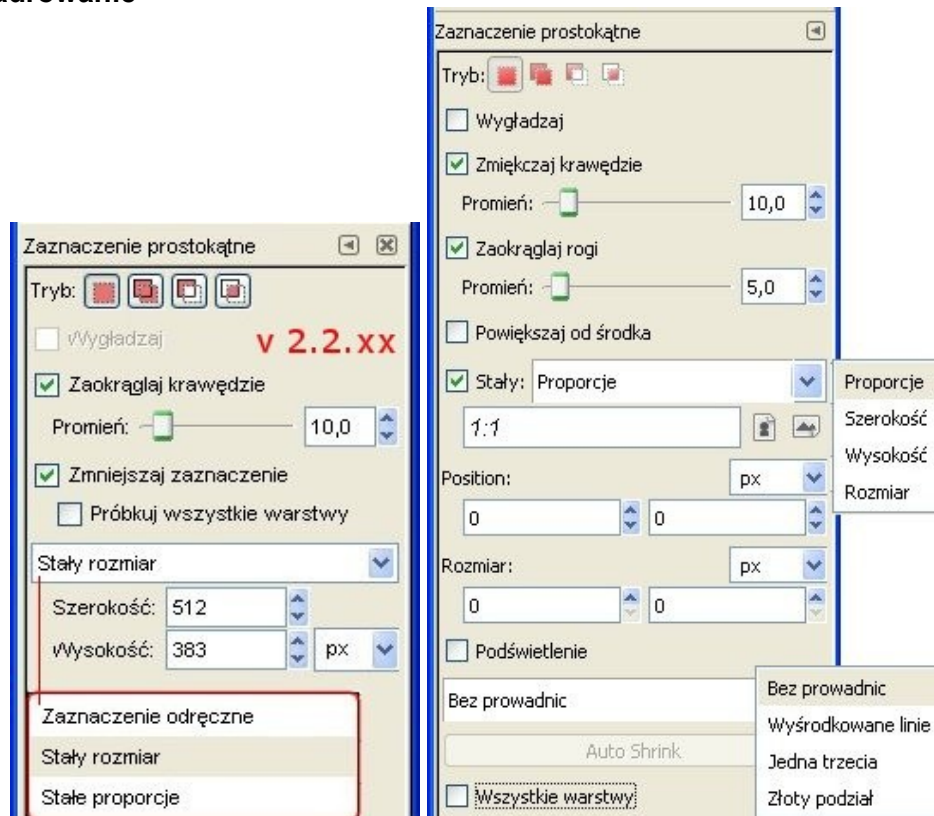 Zaznaczenie prostokątne
Tryb:
Wygładzaj
v 2.2.xx
Zaokrąglaj krawędzie
Promień: 10,0
Zmniejszaj zaznaczenie
Próbkuj wszystkie warstwy
Stały rozmiar
Szerokość: 512
Wysokość: 383 px
Zaznaczenie odręczne
Stały rozmiar
Stałe proporcje
Zaznaczenie prostokątne
Tryb:
Wygładzaj
Zmiękczaj krawędzie
Promień: 10,0
Zaokrąglaj rogi
Promień: 5,0
Powiększaj od środka
Stały: Proporcje
1:1
Proporcje
Szerokość
Wysokość
Rozmiar
Position: px
0 0
Rozmiar: px
0 0
Podświetlenie
Bez prowadnic
Auto Shrink
Wszystkie warstwy
Bez prowadnic
Wyśrodkowane linie
Jedna trzecia
Złoty podział